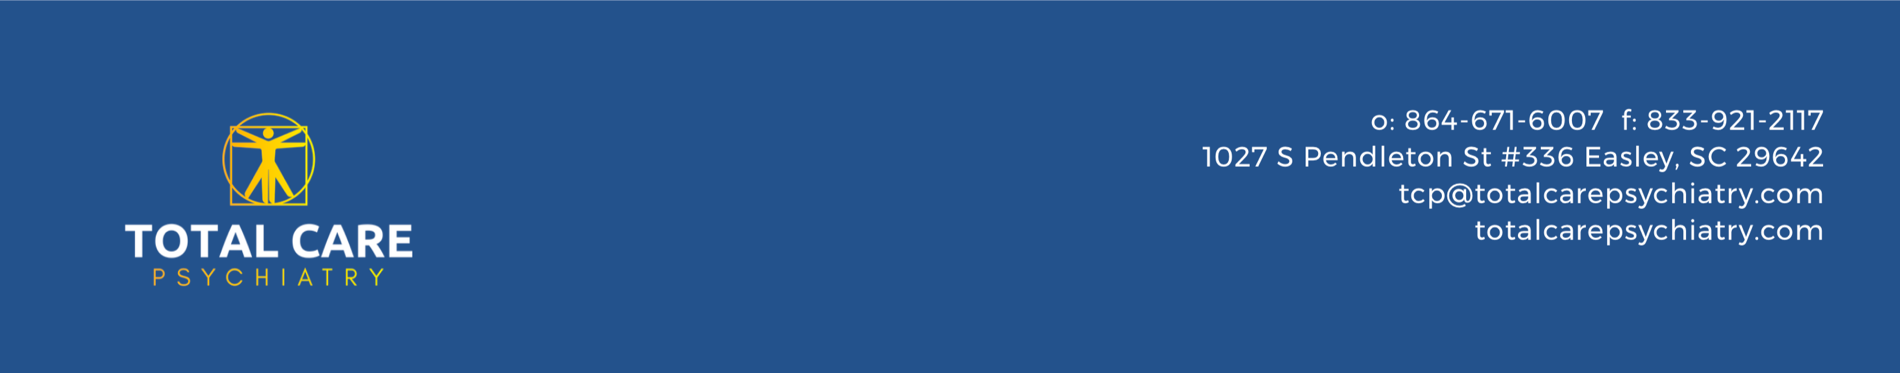 TOTAL CARE
PSYCHIATRY
o: 864-671-6007 f: 833-921-2117
1027 S Pendleton St #336 Easley, SC 29642
tcp@totalcarepsychiatry.com
totalcarepsychiatry.com